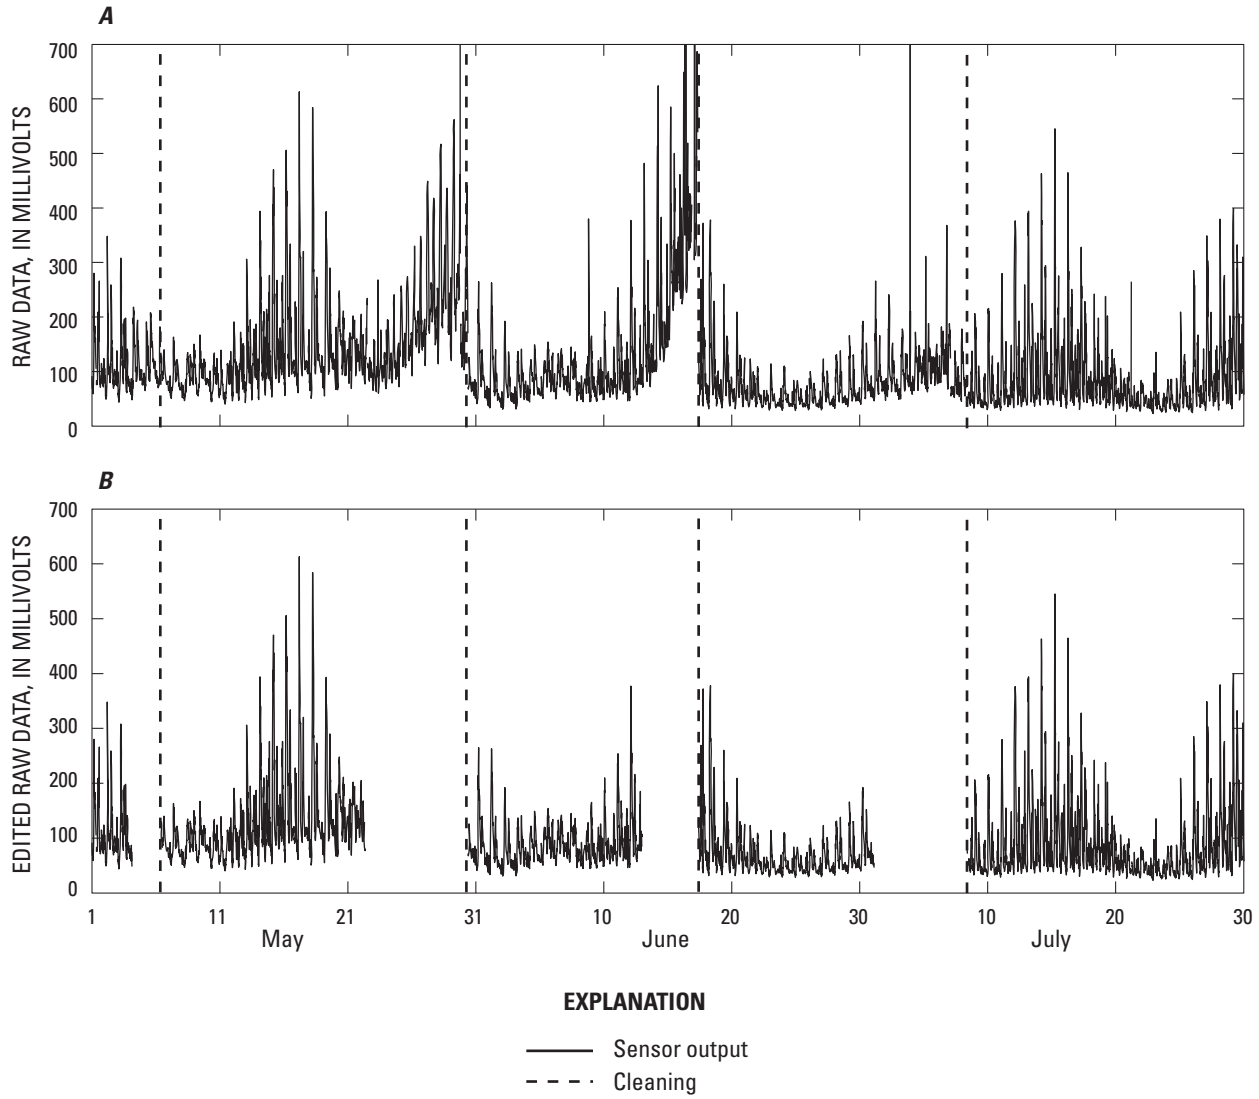 A
700
600
500
400
300
200
100
0
RAW DATA, IN MILLIVOLTS
B
700
600
500
400
300
200
100
0
EDITED RAW DATA, IN MILLIVOLTS
1 11 21 31 10 20 30 10 20 30
May June July
EXPLANATION
Sensor output
Cleaning